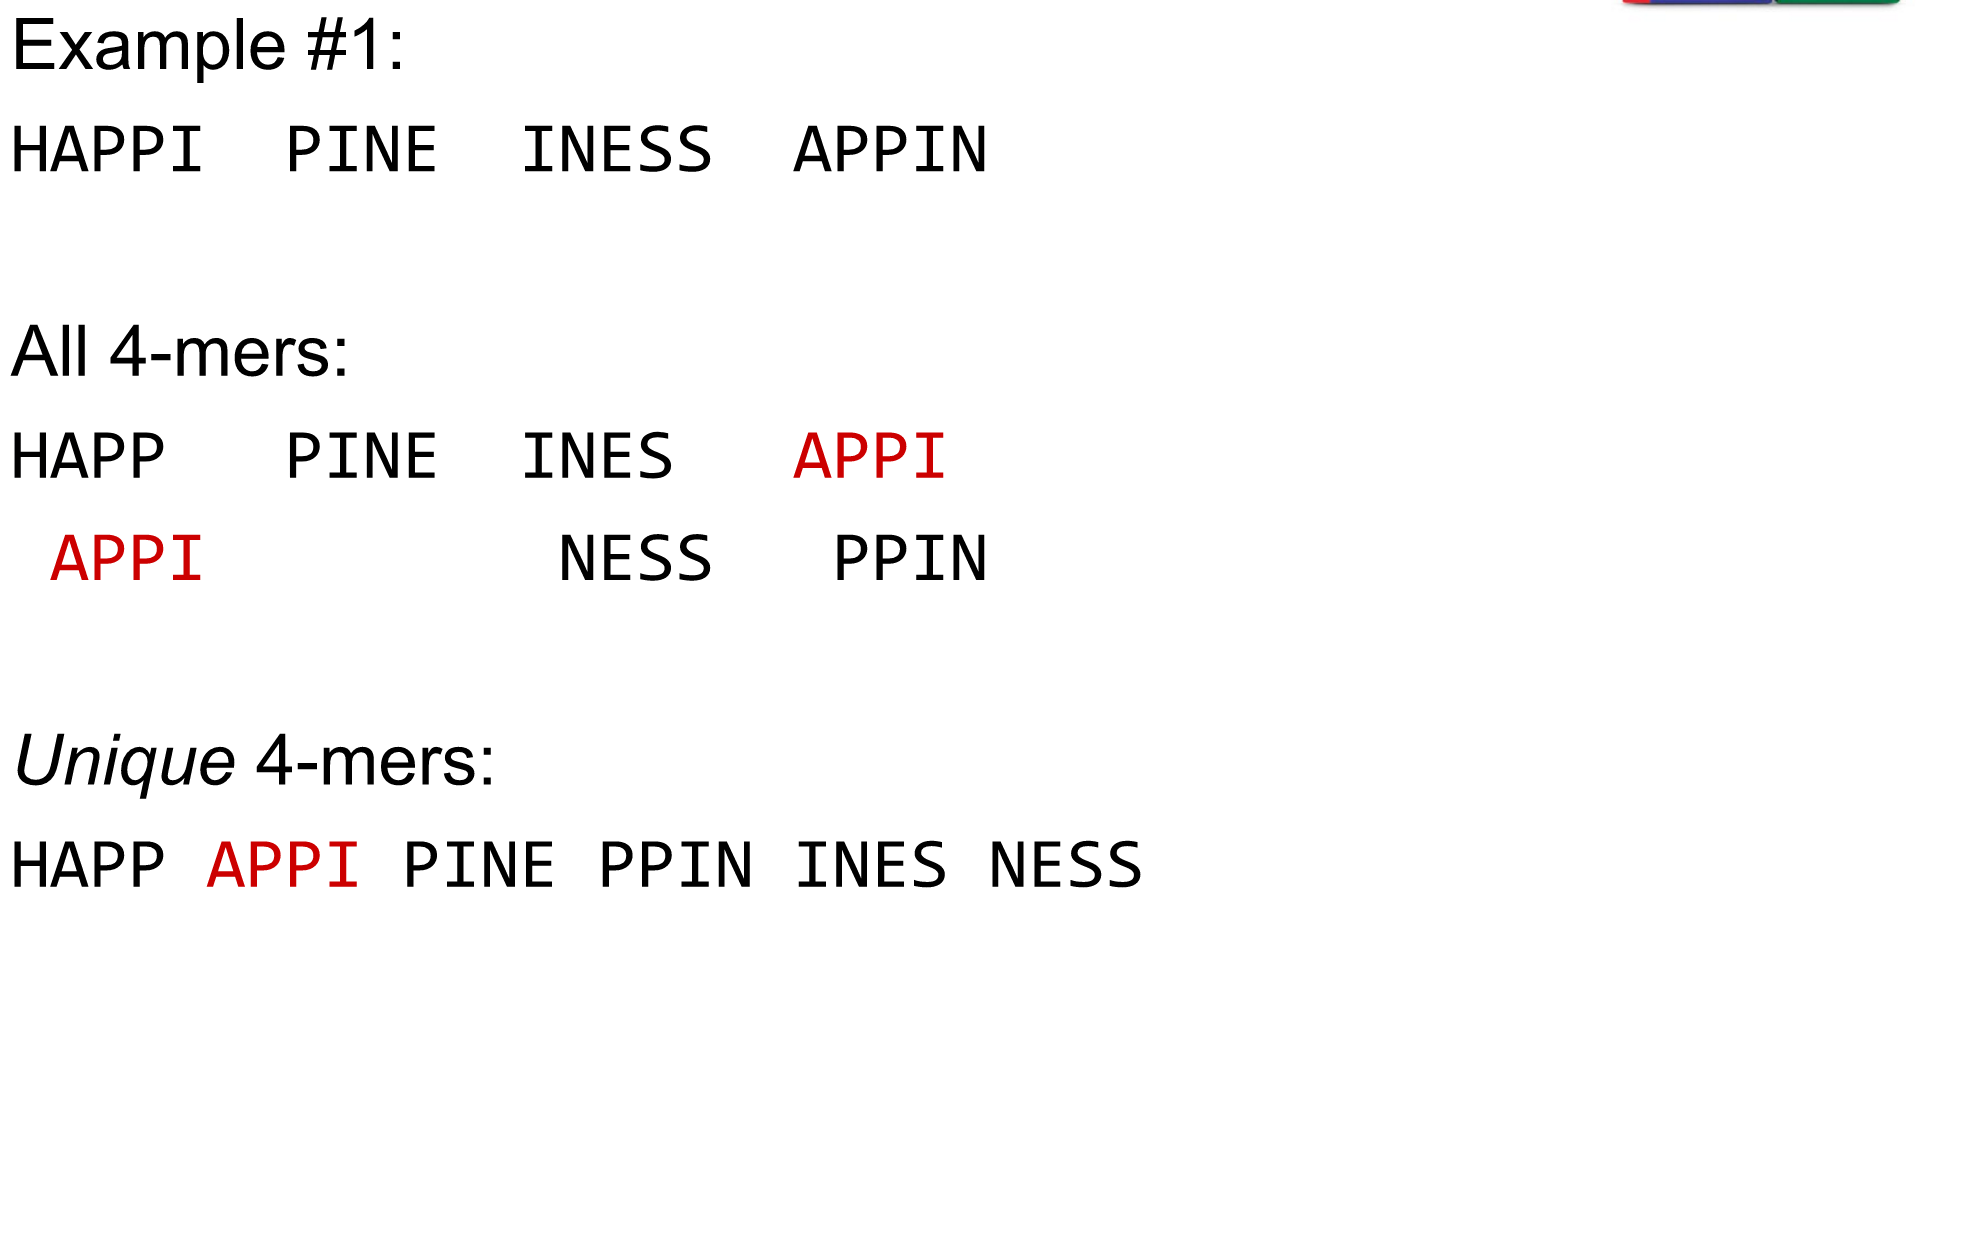 Example #1:
HAPPI PINE INESS APPIN
All 4-mers:
HAPP PINE INES APPI
APPI NESS PPIN
Unique 4-mers:
HAPP APPI PINE PPIN INES NESS